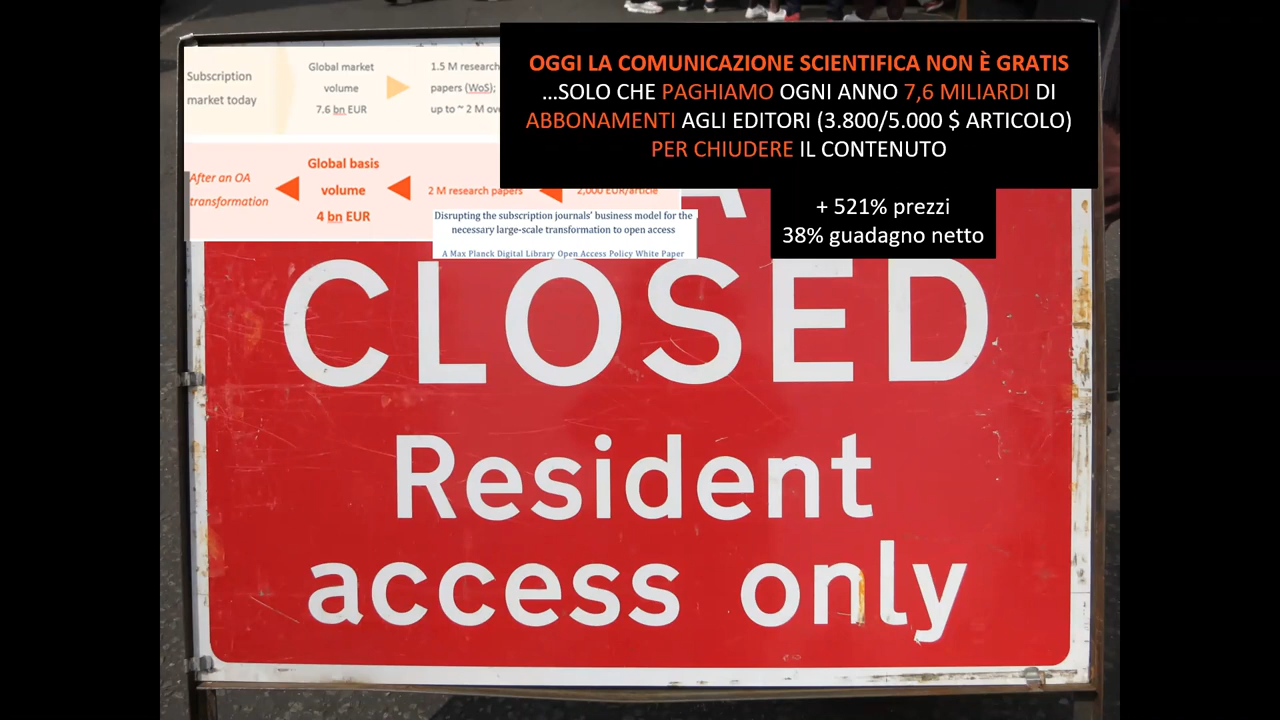 Subscription
market today
Global market
volume
7.6 bn EUR
1.5 M research
papers (WoS);
up to ~ 2 M
OGGI LA COMUNICAZIONE SCIENTIFICA NON È GRATIS
…SOLO CHE PAGHIAMO OGNI ANNO 7,6 MILIARDI DI
ABBONAMENTI AGLI EDITORI (3.800/5.000 $ ARTICOLO)
PER CHIUDERE IL CONTENUTO
After an OA
transformation
Global basis
volume
4 bn EUR
2 M research papers
2,000 EUR/article
Disrupting the subscription journals’ business model for the
necessary large-scale transformation to open access
A Max Planck Digital Library Open Access Policy White Paper
+ 521% prezzi
38% guadagno netto
CLOSED
Resident
access only